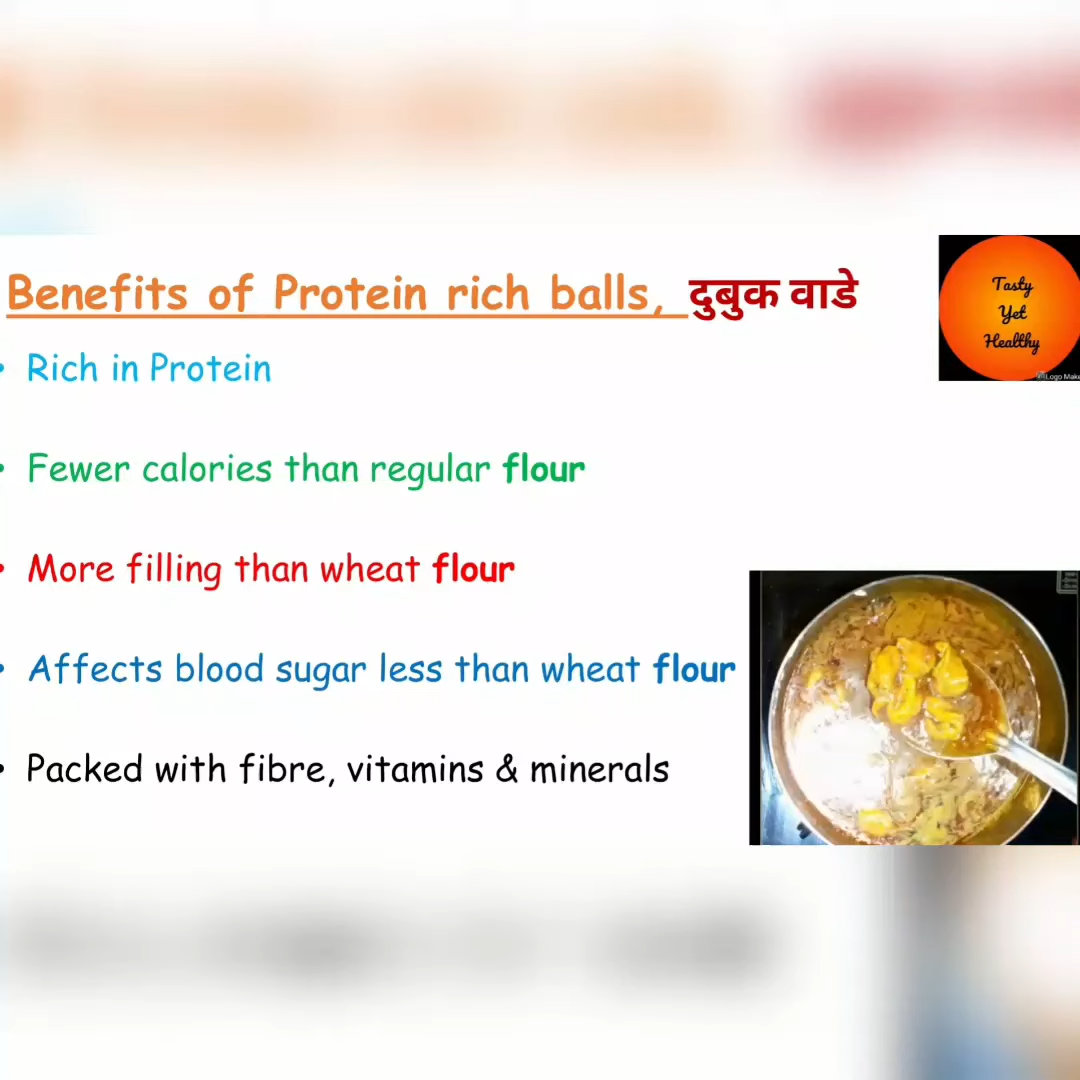 Benefits of Protein rich balls, दुबुक वाडे
Tasty
Yet
Healthy
Rich in Protein
Fewer calories than regular flour
More filling than wheat flour
Affects blood sugar less than wheat flour
Packed with fibre, vitamins & minerals